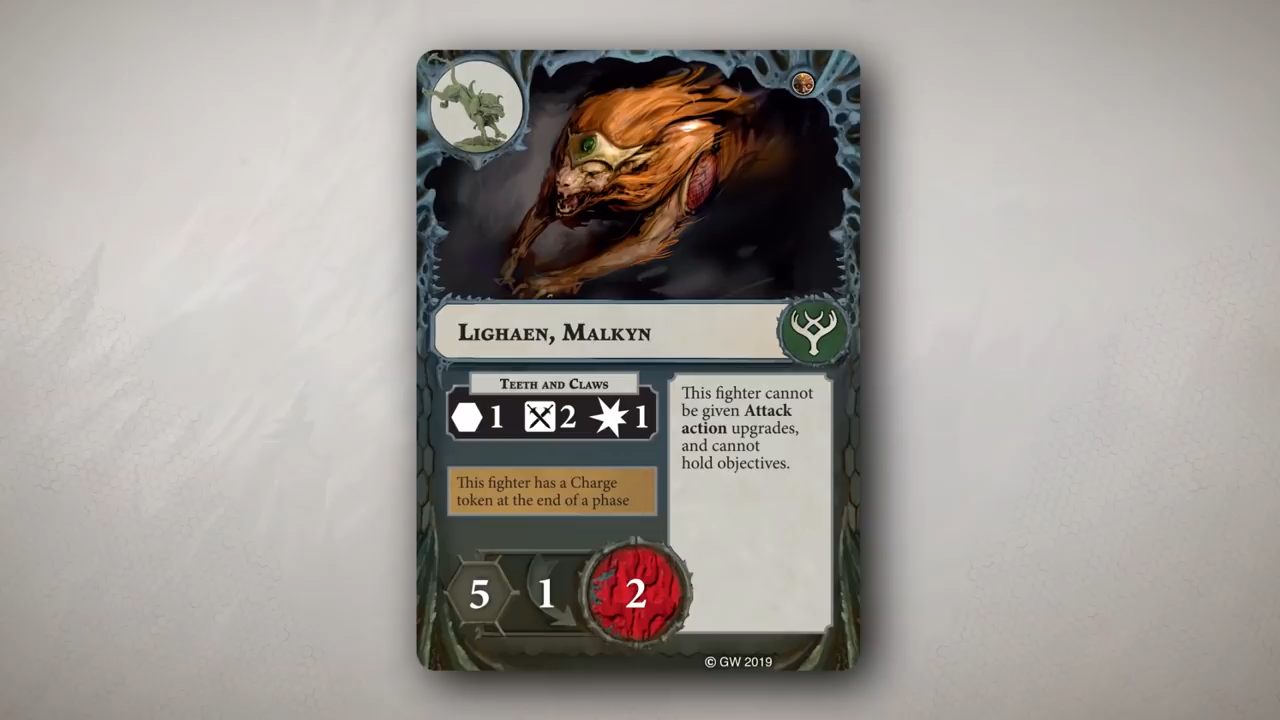 Lighaen, Malkyn
Teeth and Claws
1 2 1
This fighter has a Charge
token at the end of a phase
5 1 2
This fighter cannot
be given Attack
action upgrades,
and cannot
hold objectives.
© GW 2019